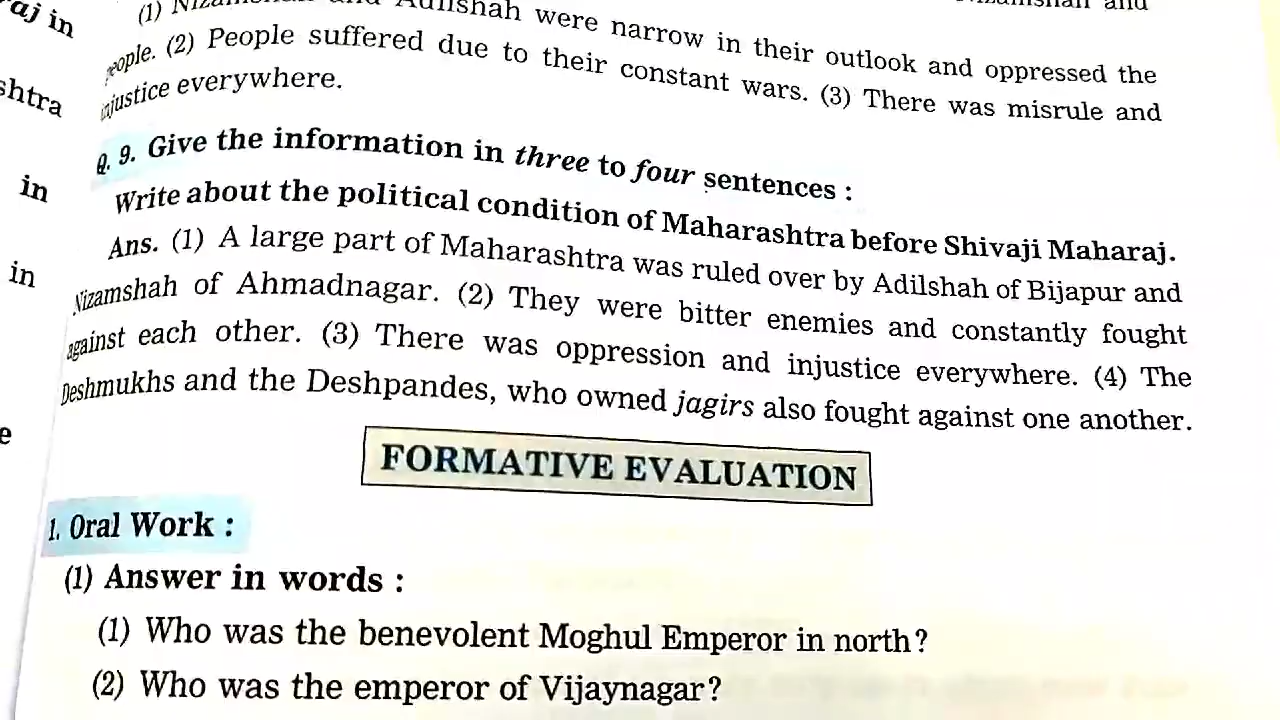 aj in
(1) and Adilshah were narrow in their outlook and oppressed the
people. (2) People suffered due to their constant wars. (3) There was misrule and
injustice everywhere.
shtra
Q. 9. Give the information in three to four sentences :
in
Write about the political condition of Maharashtra before Shivaji Maharaj.
Ans. (1) A large part of Maharashtra was ruled over by Adilshah of Bijapur and
in
Nizamshah of Ahmadnagar. (2) They were bitter enemies and constantly fought
against each other. (3) There was oppression and injustice everywhere. (4) The
Deshmukhs and the Deshpandes, who owned jagirs also fought against one another.
e
FORMATIVE EVALUATION
1. Oral Work :
(1) Answer in words :
(1) Who was the benevolent Moghul Emperor in north?
(2) Who was the emperor of Vijaynagar?